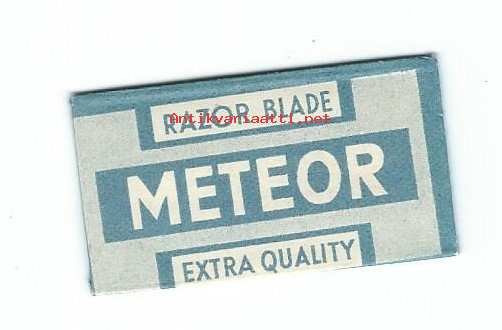 RAZOR BLADE
Antikvariaatti.net
METEOR
EXTRA QUALITY